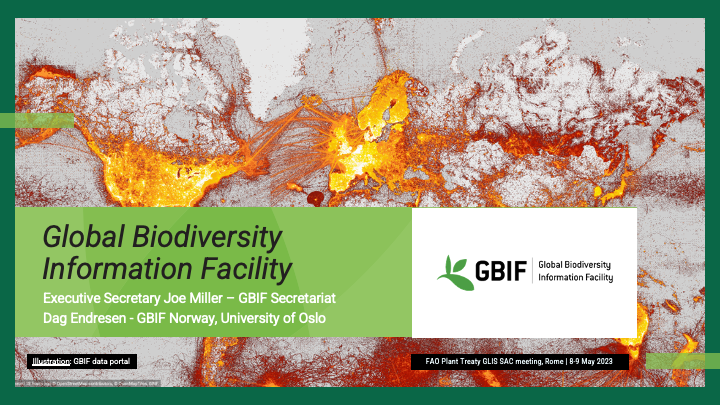 Global Biodiversity
Information Facility
Executive Secretary Joe Miller – GBIF Secretariat
Dag Endresen - GBIF Norway, University of Oslo
GBIF
Global Biodiversity
Information Facility
Illustration: GBIF data portal
FAO Plant Treaty GLIS SAC meeting, Rome | 8-9 May 2023